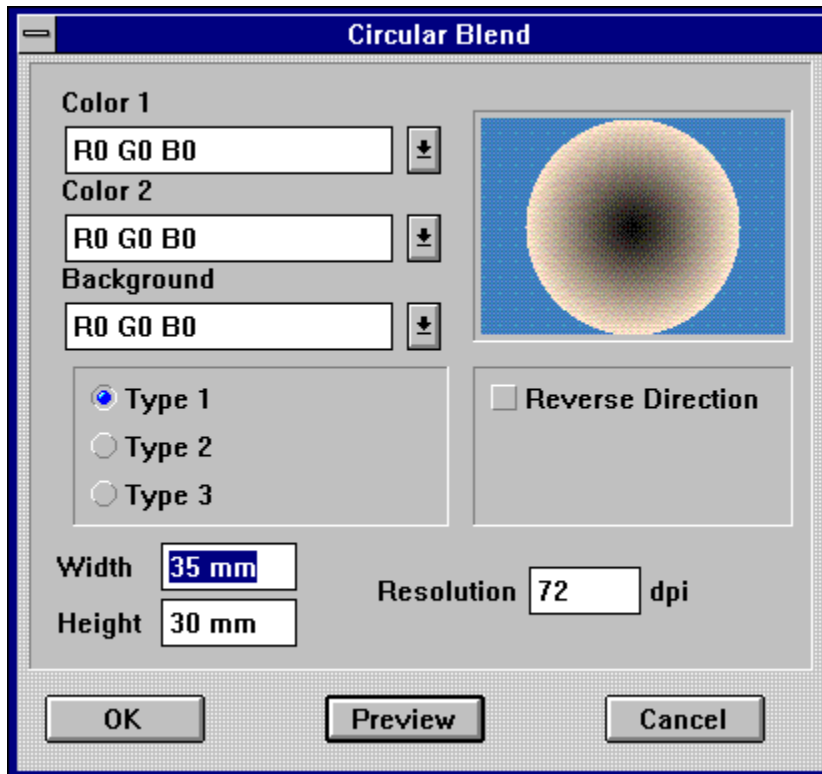 Circular Blend
Color 1
R0 G0 B0
Color 2
R0 G0 B0
Background
R0 G0 B0
Type 1
Type 2
Type 3
Reverse Direction
Width 35 mm
Height 30 mm
Resolution 72 dpi
OK Preview Cancel